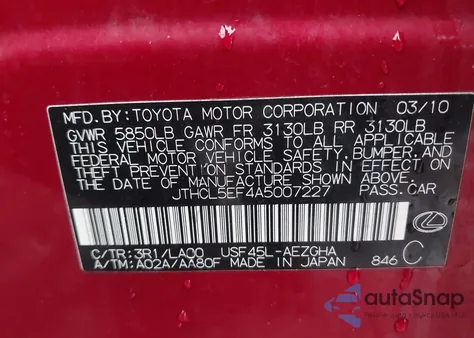 MFD. BY: TOYOTA MOTOR CORPORATION 03/10
GVWR 5850LB GAWR FR 3130LB RR 3130LB
THIS VEHICLE CONFORMS TO ALL APPLICABLE
FEDERAL MOTOR VEHICLE SAFETY, BUMPER, AND
THEFT PREVENTION STANDARDS IN EFFECT ON
THE DATE OF MANUFACTURE SHOWN ABOVE.
JTHCL5EF4A5007227 PASS. CAR
C/TR: 3R1/LA00 USF45L-AEZGHA
A/TM: A02A/AA80F MADE IN JAPAN 846 C
autoSnap
POWERED BY